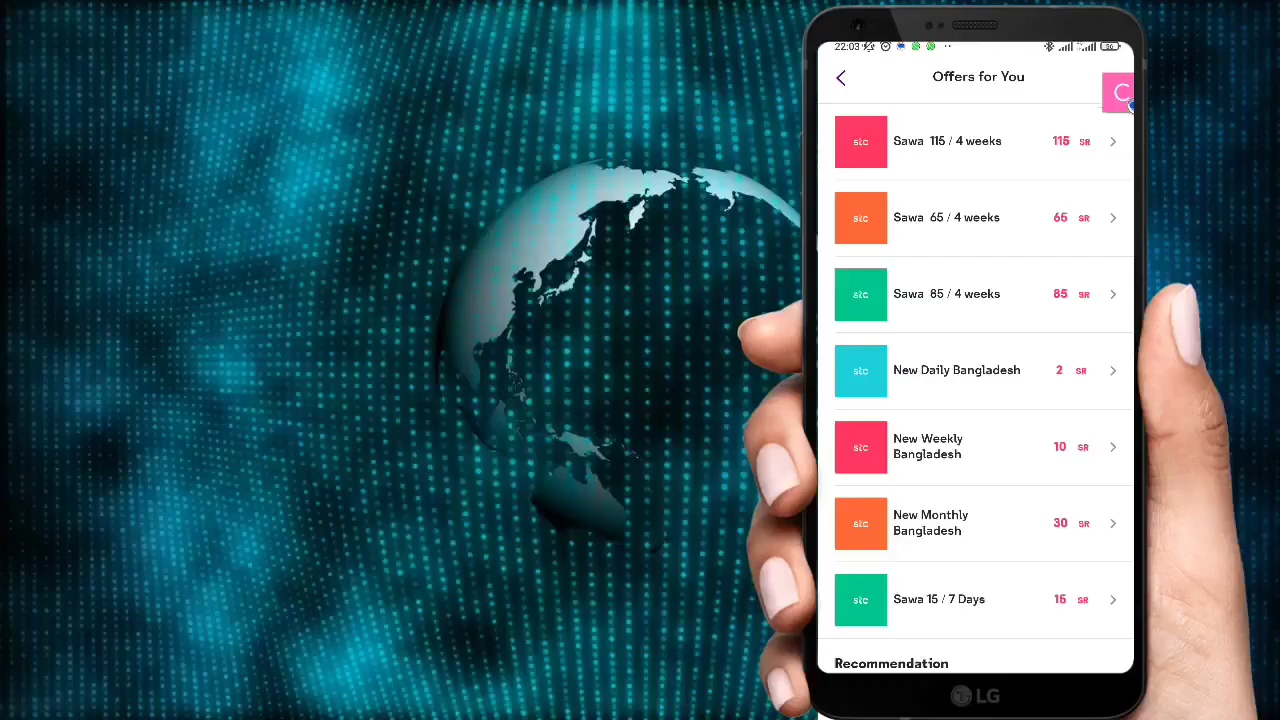 22:03
56
Offers for You
C
stc
Sawa 115 / 4 weeks
115 SR
stc
Sawa 65 / 4 weeks
65 SR
stc
Sawa 85 / 4 weeks
85 SR
stc
New Daily Bangladesh
2 SR
stc
New Weekly
Bangladesh
10 SR
stc
New Monthly
Bangladesh
30 SR
stc
Sawa 15 / 7 Days
15 SR
Recommendation
LG